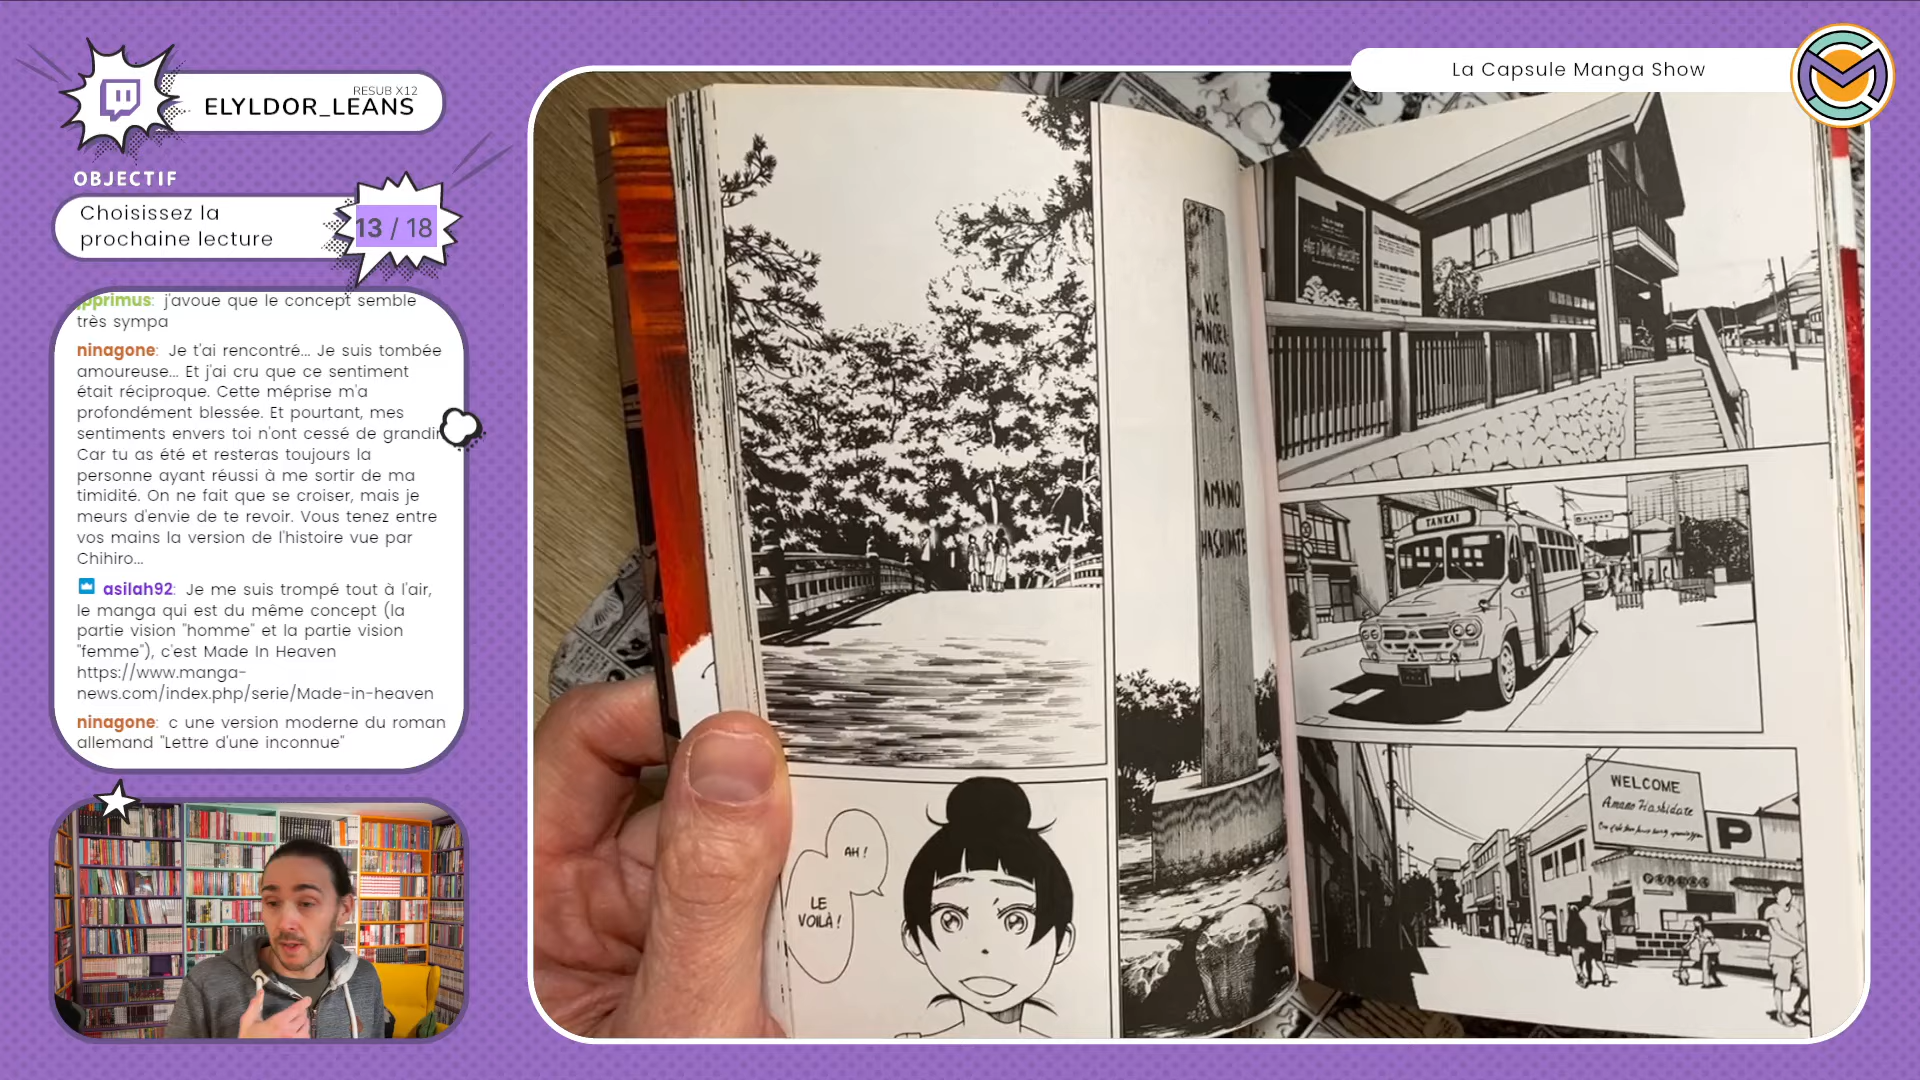 RESUB X12
ELYLDOR_LEANS
OBJECTIF
Choisissez la
prochaine lecture
13 / 18
pprimus: j'avoue que le concept semble
très sympa
ninagone: Je t'ai rencontré... Je suis tombée
amoureuse... Et j'ai cru que ce sentiment
était réciproque. Cette méprise m'a
profondément blessée. Et pourtant, mes
sentiments envers toi n'ont cessé de grandir
Car tu as été et resteras toujours la
personne ayant réussi à me sortir de ma
timidité. On ne fait que se croiser, mais je
meurs d'envie de te revoir. Vous tenez entre
vos mains la version de l'histoire vue par
Chihiro...
asilah92: Je me suis trompé tout à l'air,
le manga qui est du même concept (la
partie vision "homme" et la partie vision
"femme"), c'est Made In Heaven
https://www.manga-
news.com/index.php/serie/Made-in-heaven
ninagone: c une version moderne du roman
allemand "Lettre d'une inconnue"
La Capsule Manga Show
VUE
PANORA-
MIQUE
AMANO
HASHIDATE
TANKAI
WELCOME
Amano Hashidate
P
AH !
LE
VOILÀ !